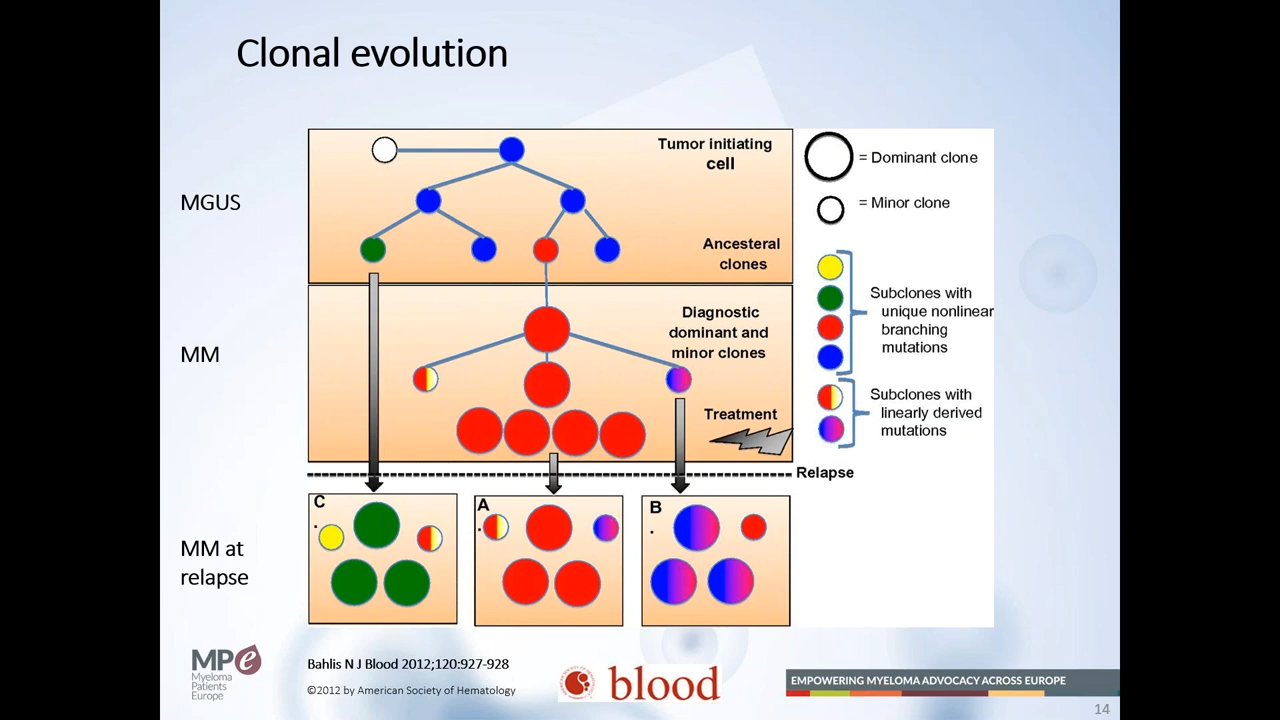 Clonal evolution
MGUS
MM
MM at
relapse
Tumor initiating
cell
Ancesteral
clones
Diagnostic
dominant and
minor clones
Treatment
Relapse
C
.
A
.
B
.
= Dominant clone
= Minor clone
Subclones with
unique nonlinear
branching
mutations
Subclones with
linearly derived
mutations
MPe
Myeloma
Patients
Europe
Bahlis N J Blood 2012;120:927-928
©2012 by American Society of Hematology
blood
EMPOWERING MYELOMA ADVOCACY ACROSS EUROPE
14